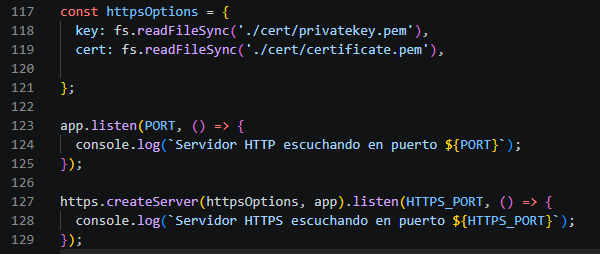 117 const httpsOptions = {
118   key: fs.readFileSync('./cert/privatekey.pem'),
119   cert: fs.readFileSync('./cert/certificate.pem'),
120
121 };
122
123 app.listen(PORT, () => {
124   console.log(`Servidor HTTP escuchando en puerto ${PORT}`);
125 });
126
127 https.createServer(httpsOptions, app).listen(HTTPS_PORT, () => {
128   console.log(`Servidor HTTPS escuchando en puerto ${HTTPS_PORT}`);
129 });